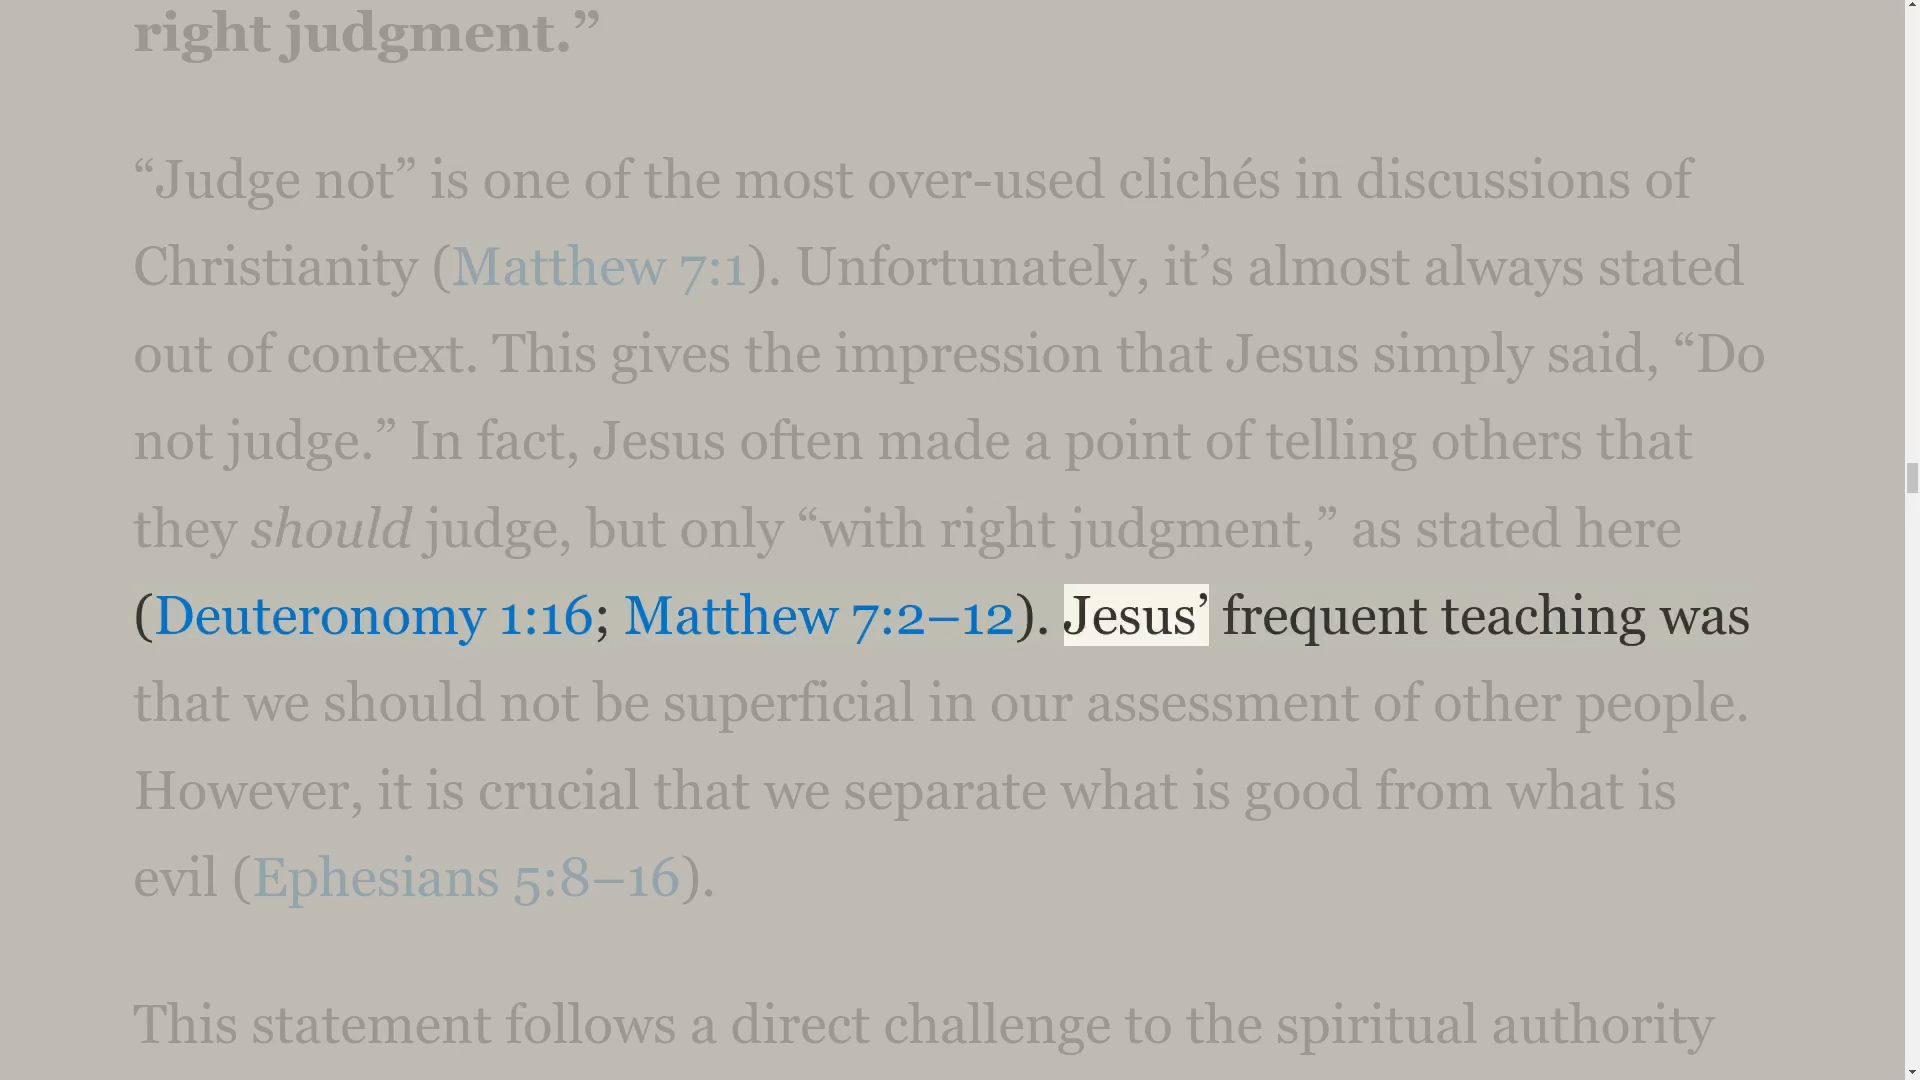 right judgment.”
“Judge not” is one of the most over-used clichés in discussions of
Christianity (Matthew 7:1). Unfortunately, it’s almost always stated
out of context. This gives the impression that Jesus simply said, “Do
not judge.” In fact, Jesus often made a point of telling others that
they should judge, but only “with right judgment,” as stated here
(Deuteronomy 1:16; Matthew 7:2–12). Jesus’ frequent teaching was
that we should not be superficial in our assessment of other people.
However, it is crucial that we separate what is good from what is
evil (Ephesians 5:8–16).
This statement follows a direct challenge to the spiritual authority